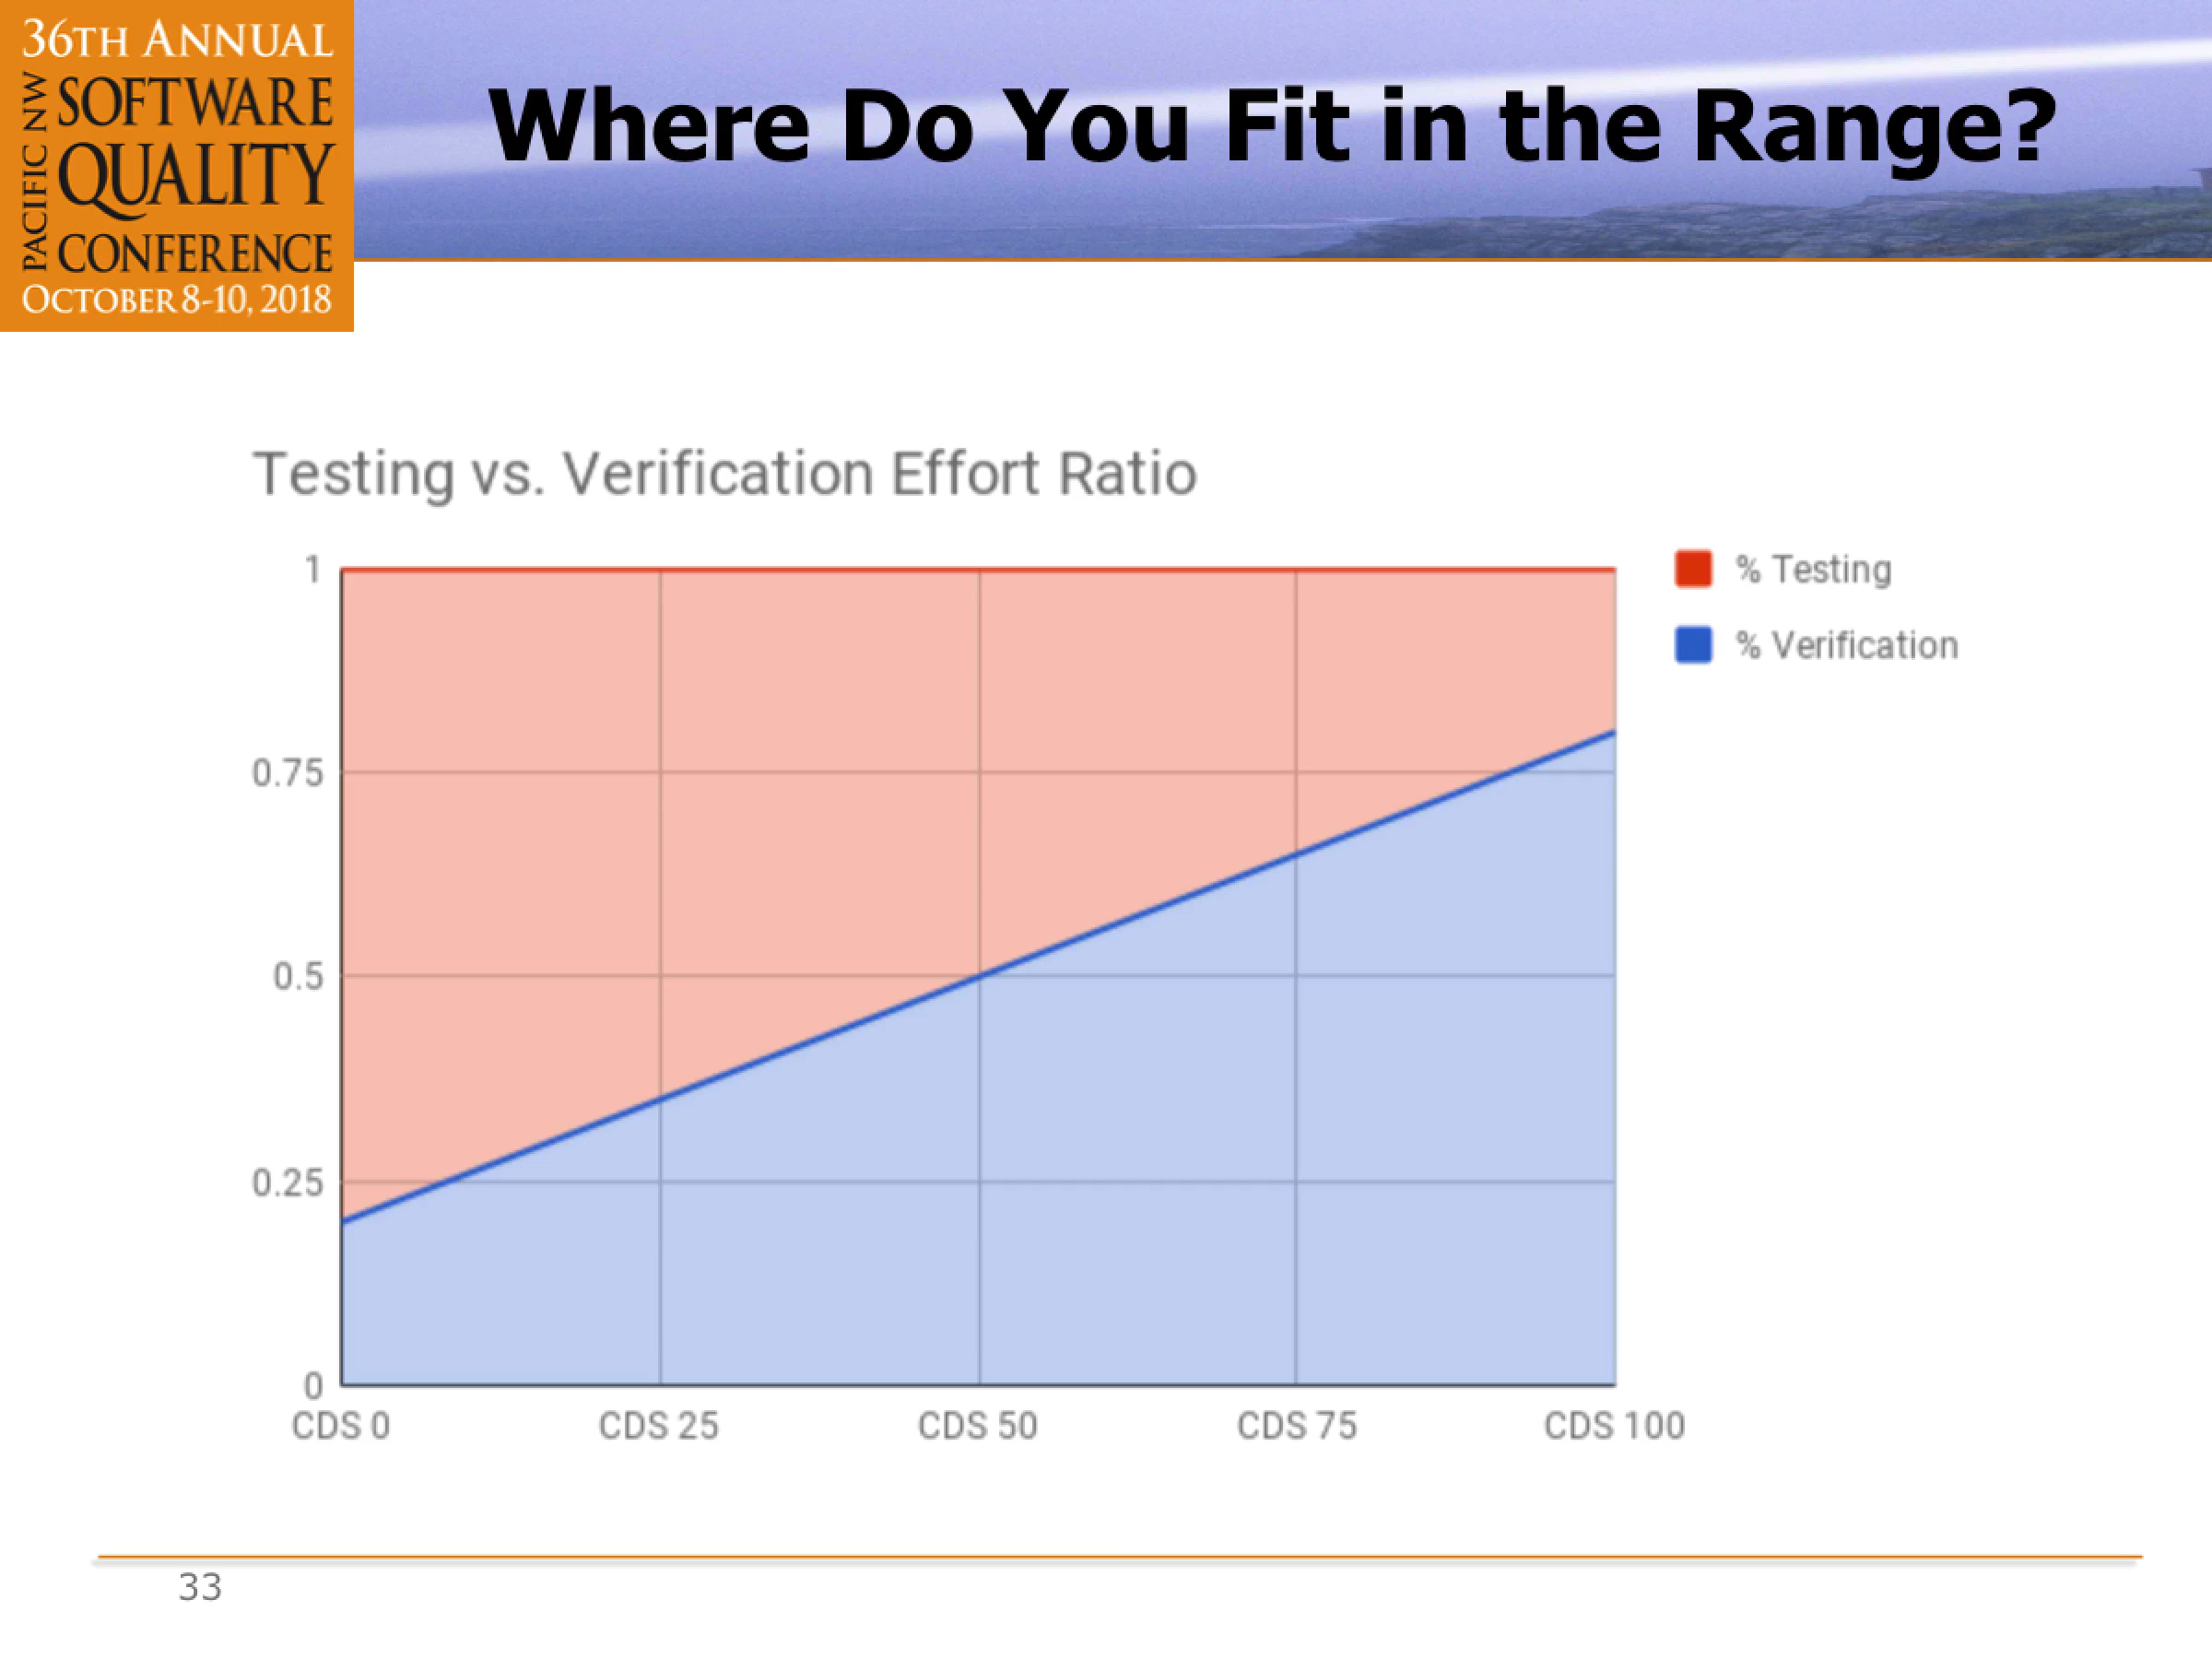 36TH ANNUAL
PACIFIC NW
SOFTWARE
QUALITY
CONFERENCE
OCTOBER 8-10, 2018
Where Do You Fit in the Range?
Testing vs. Verification Effort Ratio
% Testing
% Verification
1
0.75
0.5
0.25
0
CDS 0 CDS 25 CDS 50 CDS 75 CDS 100
33